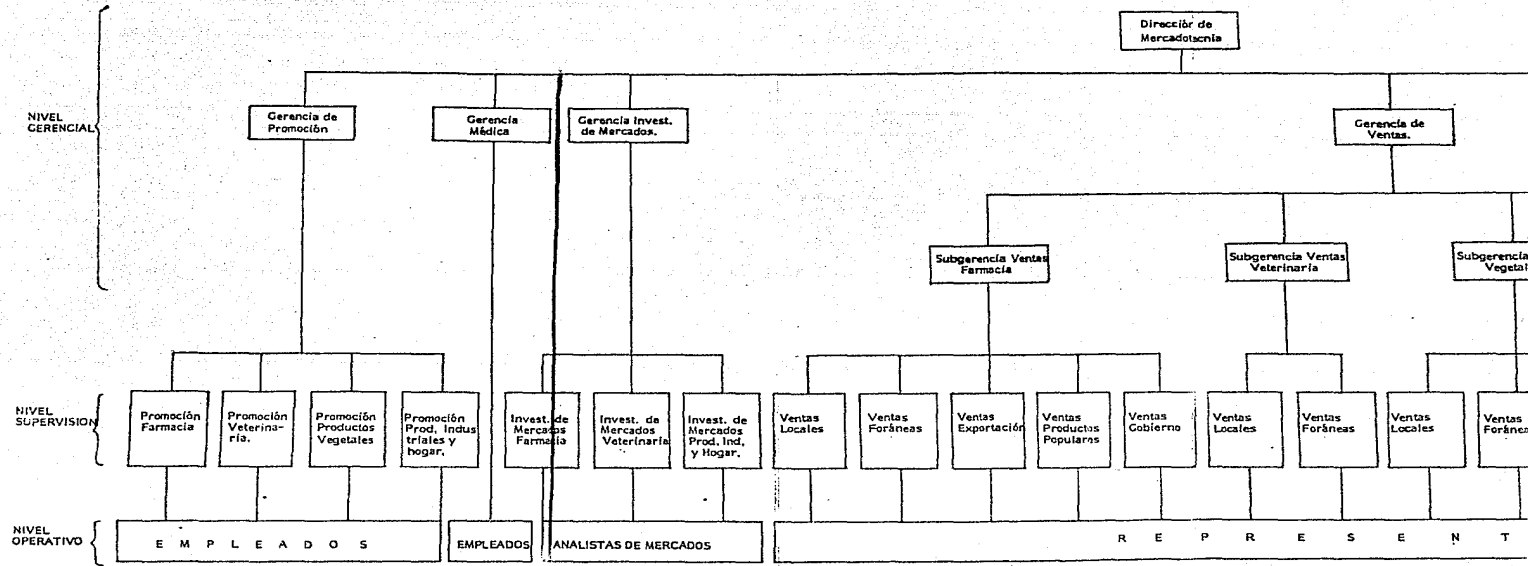 Dirección de
Mercadotecnia
NIVEL
GERENCIAL
Gerencia de
Promoción
Gerencia
Médica
Gerencia Invest.
de Mercados.
Gerencia de
Ventas.
Subgerencia Ventas
Farmacia
Subgerencia Ventas
Veterinaria
Subgerencia
Vegetal
NIVEL
SUPERVISION
Promoción
Farmacia
Promoción
Veterina-
ria.
Promoción
Productos
Vegetales
Promoción
Prod. Indus
triales y
hogar.
Invest. de
Mercados
Farmacia
Invest. de
Mercados
Veterinaria
Invest. de
Mercados
Prod. Ind.
y Hogar.
Ventas
Locales
Ventas
Foráneas
Ventas
Exportación
Ventas
Productos
Populares
Ventas
Gobierno
Ventas
Locales
Ventas
Foráneas
Ventas
Locales
Ventas
Foránea
NIVEL
OPERATIVO
E M P L E A D O S
EMPLEADOS
ANALISTAS DE MERCADOS
R E P R E S E N T